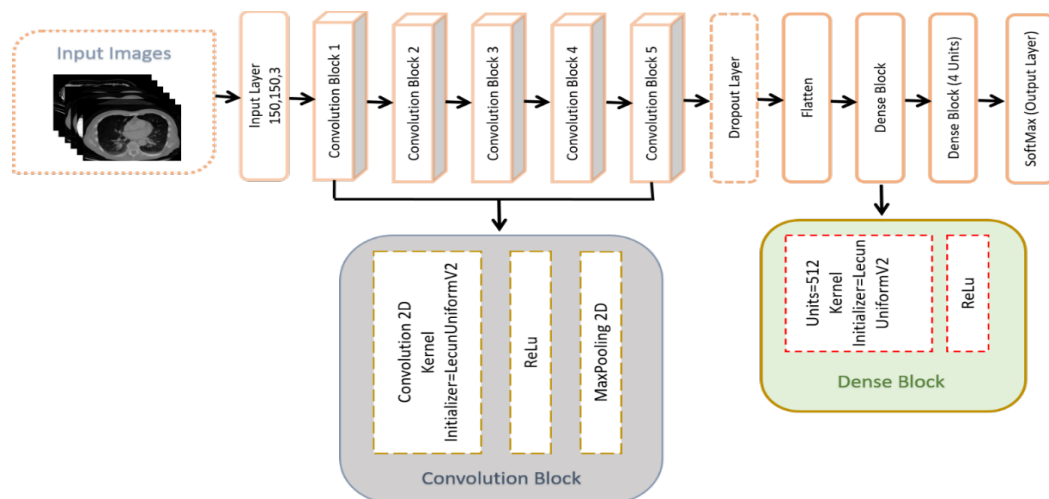 Input Images
Input Layer
150,150,3
Convolution Block 1
Convolution Block 2
Convolution Block 3
Convolution Block 4
Convolution Block 5
Dropout Layer
Flatten
Dense Block
Dense Block (4 Units)
SoftMax (Output Layer)
Convolution 2D
Kernel
Initializer=LecunUniformV2
ReLu
MaxPooling 2D
Convolution Block
Units=512
Kernel
Initializer=Lecun
UniformV2
ReLu
Dense Block